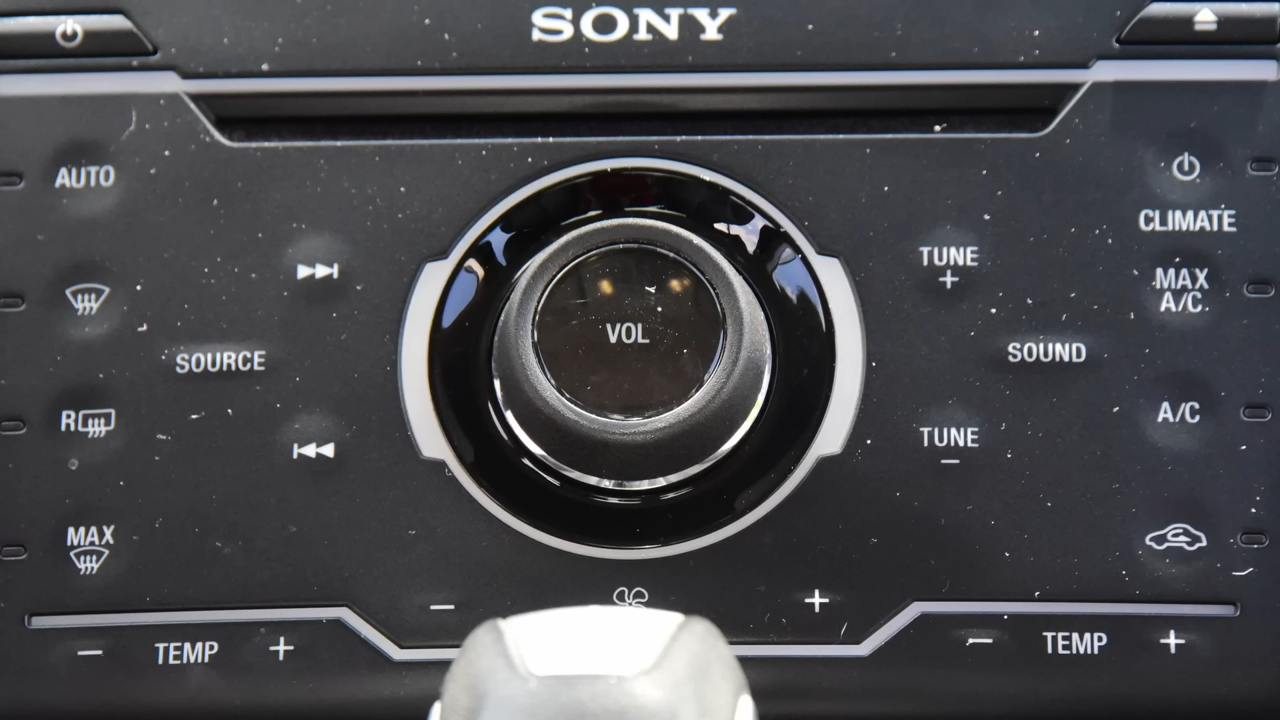 SONY
AUTO
CLIMATE
TUNE
+
MAX
A/C
VOL
SOURCE
SOUND
R
A/C
TUNE
−
MAX
− +
− TEMP +
− TEMP +